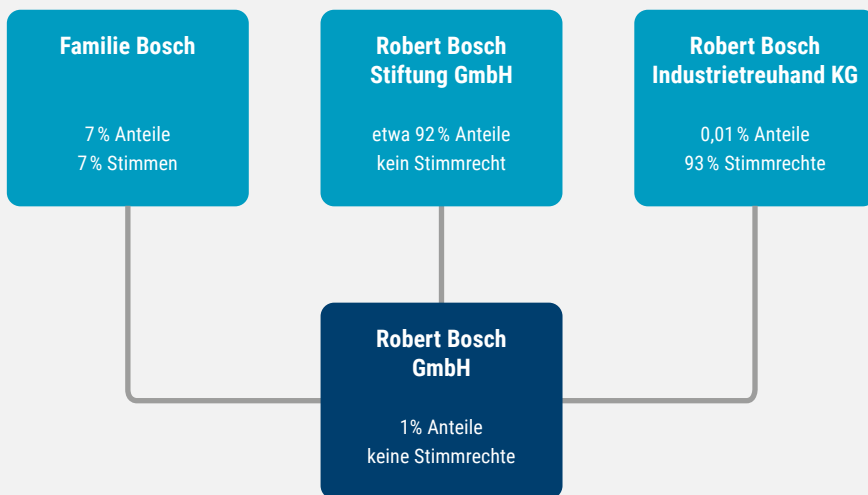 Familie Bosch
7 % Anteile
7 % Stimmen
Robert Bosch
Stiftung GmbH
etwa 92 % Anteile
kein Stimmrecht
Robert Bosch
Industrietreuhand KG
0,01 % Anteile
93 % Stimmrechte
Robert Bosch
GmbH
1% Anteile
keine Stimmrechte